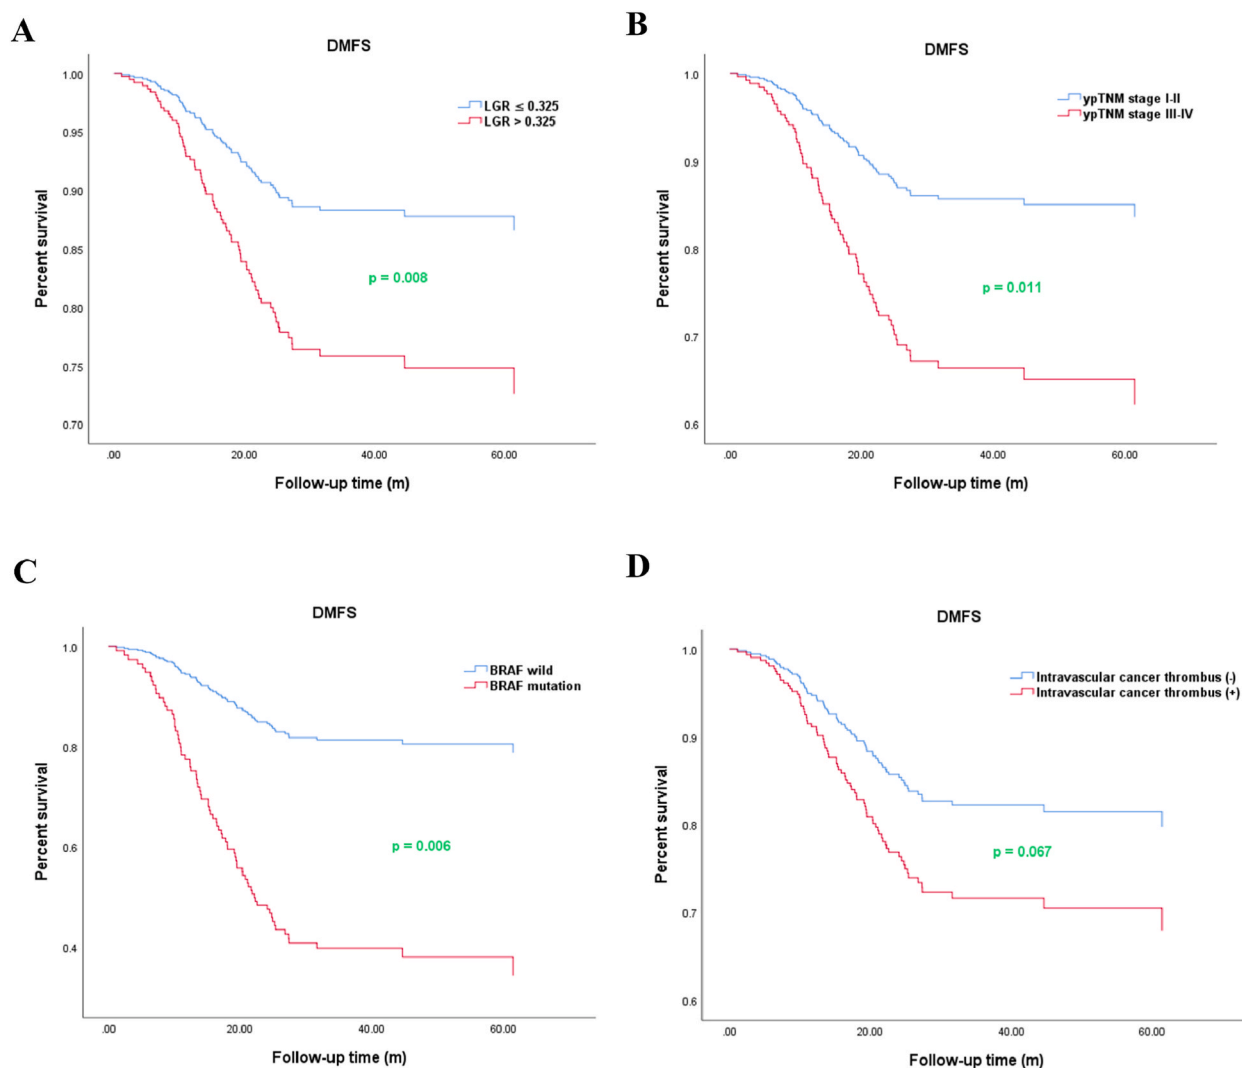 A
DMFS
LGR ≤ 0.325
LGR > 0.325
1.00
0.95
0.90
0.85
0.80
0.75
0.70
Percent survival
p = 0.008
.00 20.00 40.00 60.00
Follow-up time (m)
B
DMFS
ypTNM stage I-II
ypTNM stage III-IV
1.0
0.9
0.8
0.7
0.6
Percent survival
p = 0.011
.00 20.00 40.00 60.00
Follow-up time (m)
C
DMFS
BRAF wild
BRAF mutation
1.0
0.8
0.6
0.4
Percent survival
p = 0.006
.00 20.00 40.00 60.00
Follow-up time (m)
D
DMFS
Intravascular cancer thrombus (-)
Intravascular cancer thrombus (+)
1.0
0.9
0.8
0.7
0.6
Percent survival
p = 0.067
.00 20.00 40.00 60.00
Follow-up time (m)